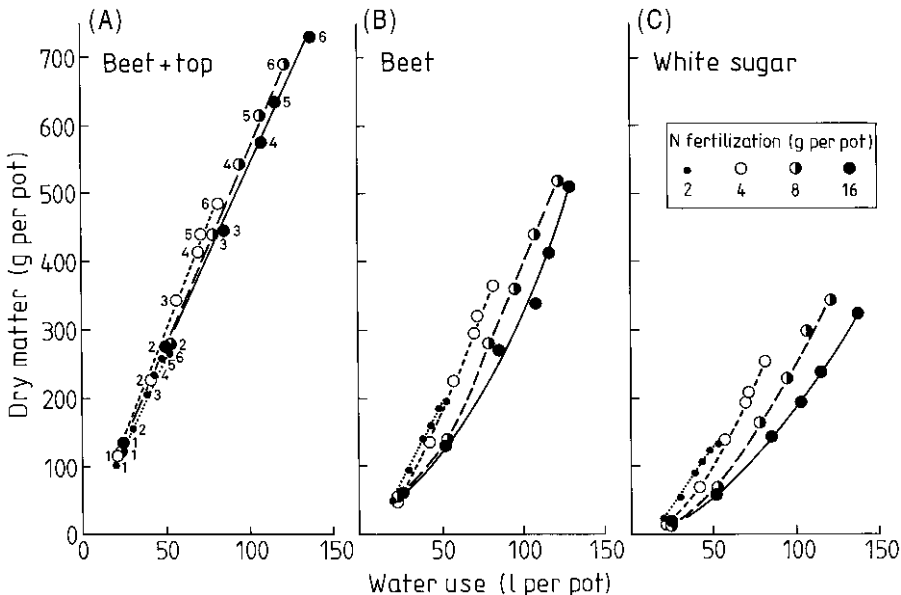 (A)
(B)
(C)
Beet + top
Beet
White sugar
N fertilization (g per pot)
2 4 8 16
Dry matter (g per pot)
700
600
500
400
300
200
100
0
6
6
5
5
4
4
6
5
3
4
3
3
2
2
6
5
4
2
3
2
1
1
1
0 50 100 150
50 100 150
50 100 150
Water use (l per pot)